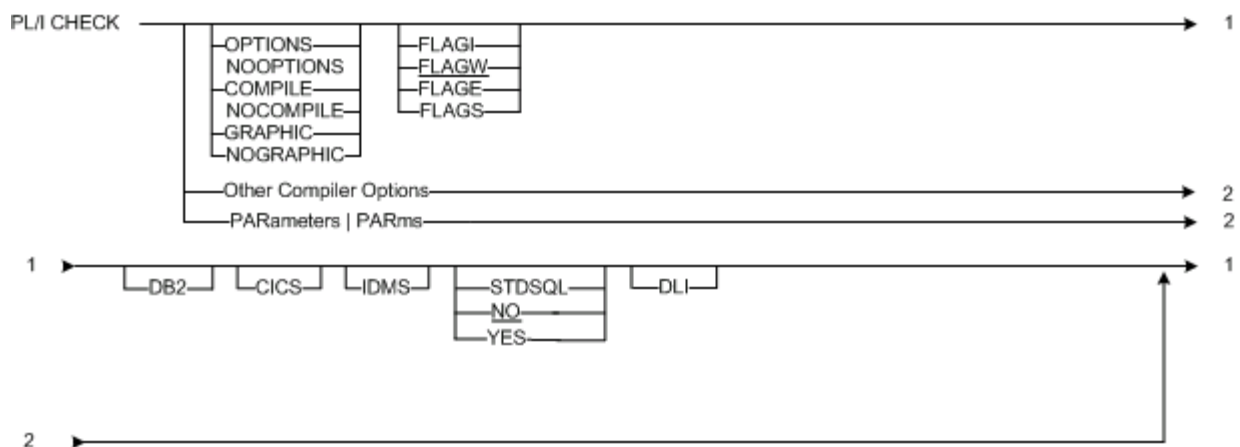 PL/I CHECK 1
OPTIONS FLAGI
NOOPTIONS FLAGW
COMPILE FLAGE
NOCOMPILE FLAGS
GRAPHIC
NOGRAPHIC
Other Compiler Options 2
PARameters | PARms 2
1 1
DB2 CICS IDMS STDSQL DLI
NO
YES
2